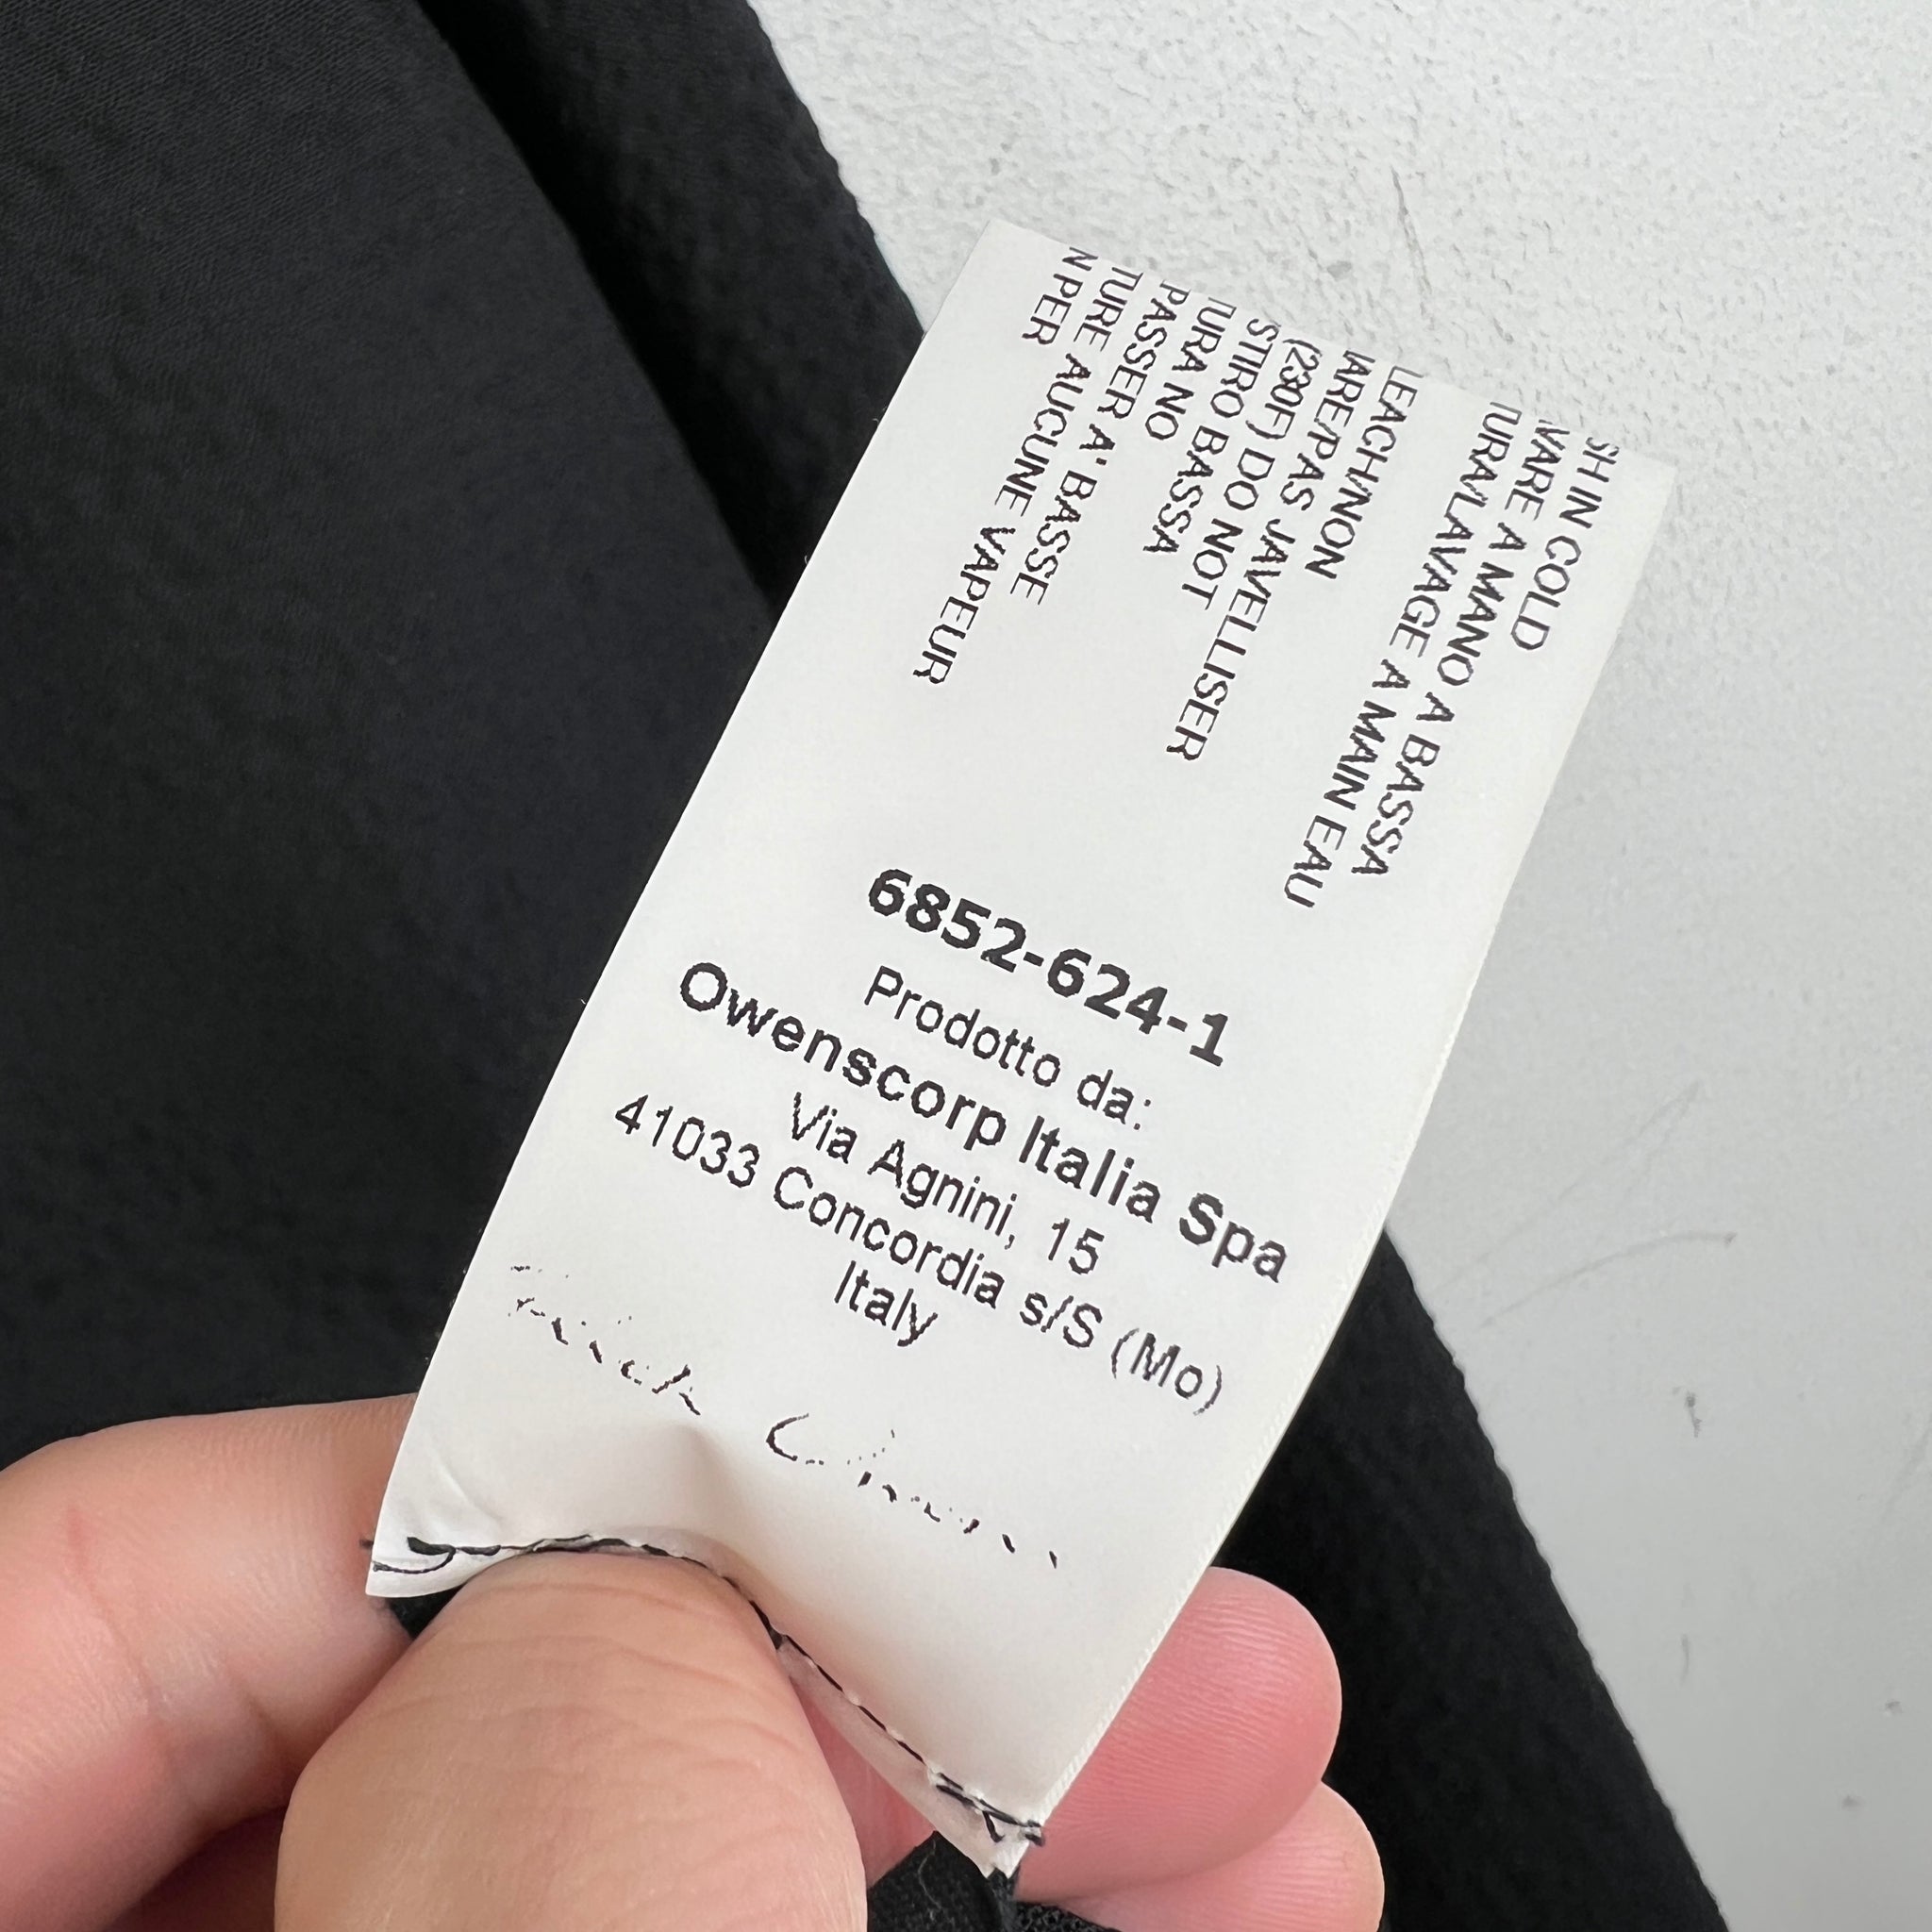 SH IN COLD
VARE A MANO A BASSA
TURA/LAVAGE A MAIN EAU
LEACH/NON
IARE/PAS JAVELLISER
(230F) DO NOT
STIRO BASSA
TURA NO
PASSER A' BASSE
TURE AUCUNE VAPEUR
N PER
6852-624-1
Prodotto da:
Owenscorp Italia Spa
Via Agnini, 15
41033 Concordia s/S (Mo)
Italy